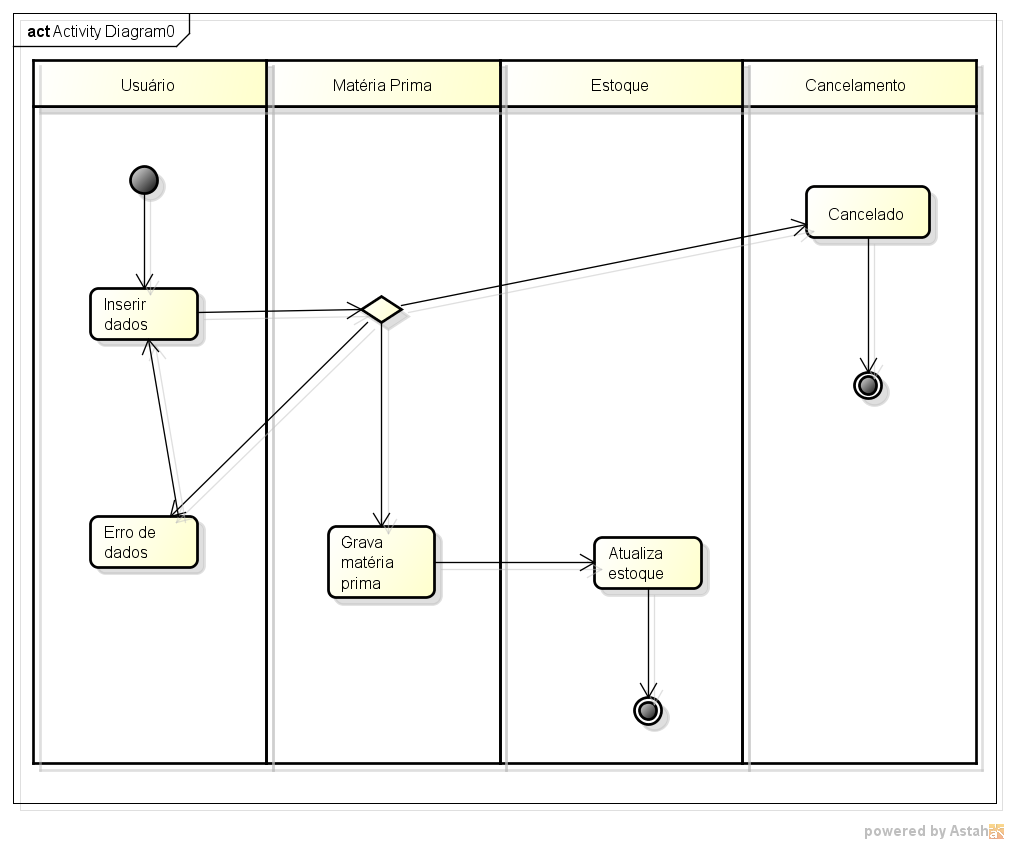 act Activity Diagram0
Usuário
Matéria Prima
Estoque
Cancelamento
Cancelado
Inserir
dados
Erro de
dados
Grava
matéria
prima
Atualiza
estoque
powered by Astah